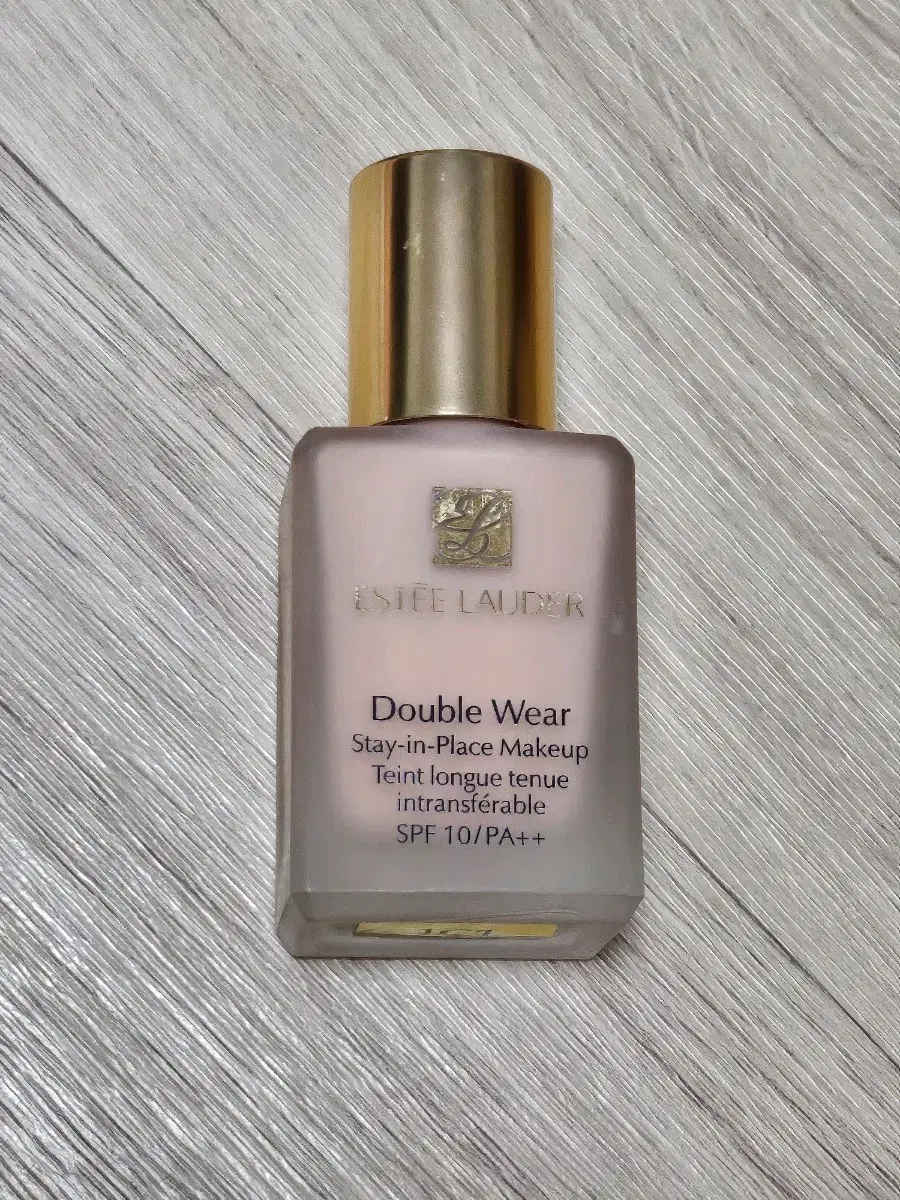 ESTĒE LAUDER
Double Wear
Stay-in-Place Makeup
Teint longue tenue
intransférable
SPF 10/PA++